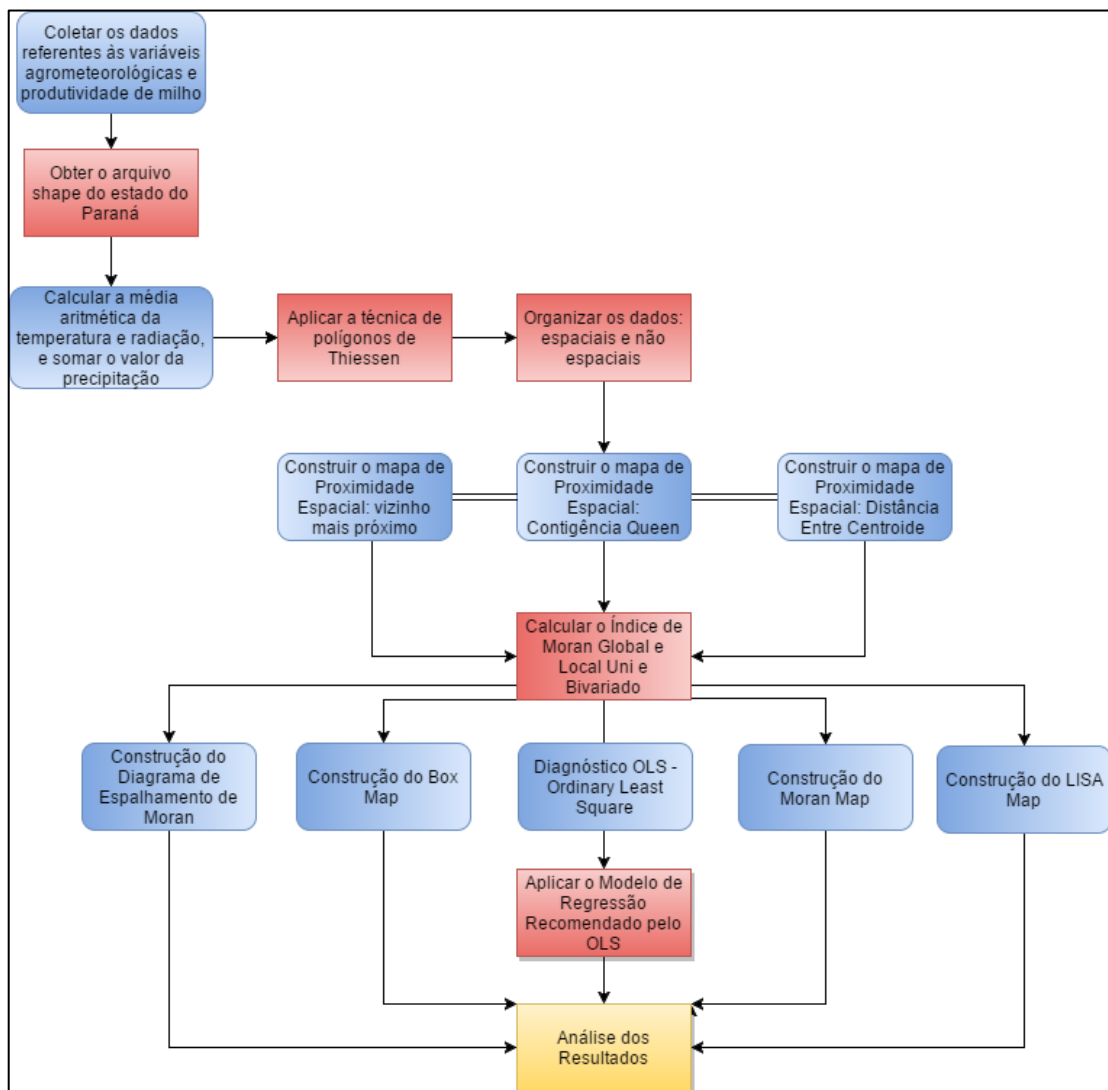 Coletar os dados
referentes às variáveis
agrometeorológicas e
produtividade de milho
Obter o arquivo
shape do estado do
Paraná
Calcular a média
aritmética da
temperatura e radiação,
e somar o valor da
precipitação
Aplicar a técnica de
polígonos de
Thiessen
Organizar os dados:
espaciais e não
espaciais
Construir o mapa de
Proximidade
Espacial: vizinho
mais próximo
Construir o mapa de
Proximidade
Espacial:
Contigência Queen
Construir o mapa de
Proximidade
Espacial: Distância
Entre Centroide
Calcular o Índice de
Moran Global e
Local Uni e
Bivariado
Construção do
Diagrama de
Espalhamento de
Moran
Construção do Box
Map
Diagnóstico OLS -
Ordinary Least
Square
Construção do
Moran Map
Construção do LISA
Map
Aplicar o Modelo de
Regressão
Recomendado pelo
OLS
Análise dos
Resultados